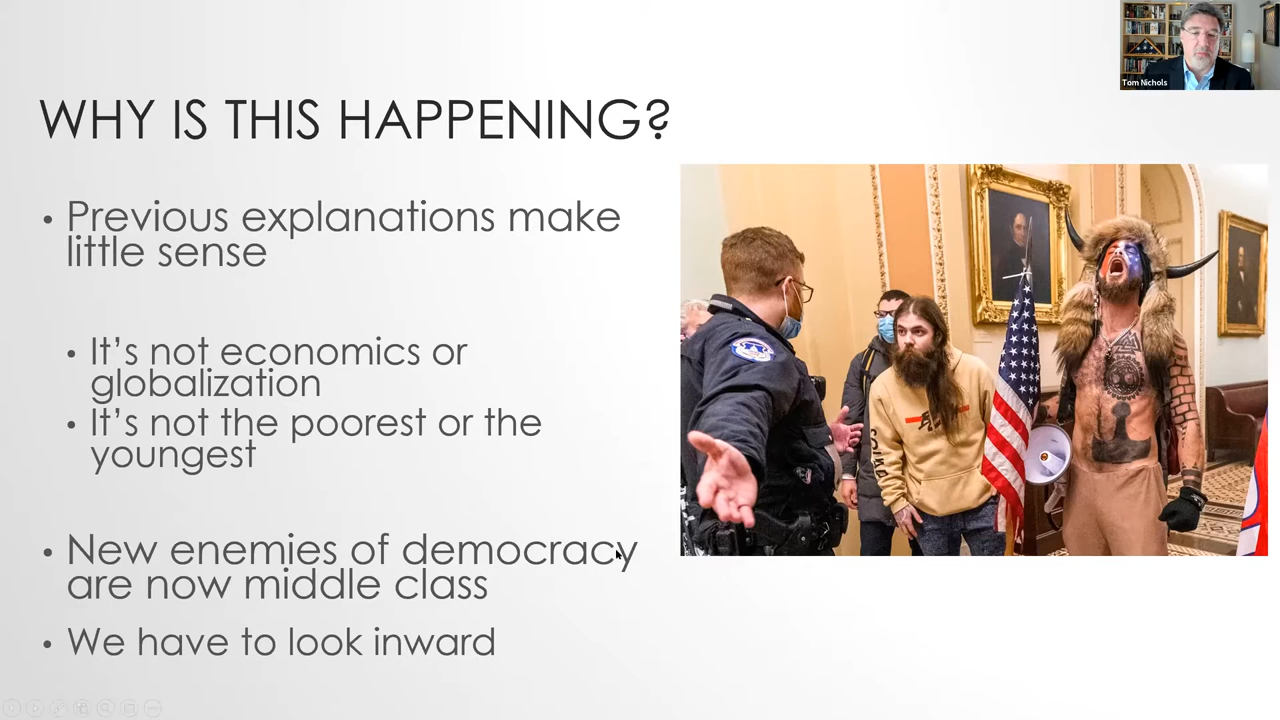 Tom Nichols
WHY IS THIS HAPPENING?
• Previous explanations make
little sense
• It's not economics or
globalization
• It's not the poorest or the
youngest
• New enemies of democracy
are now middle class
• We have to look inward